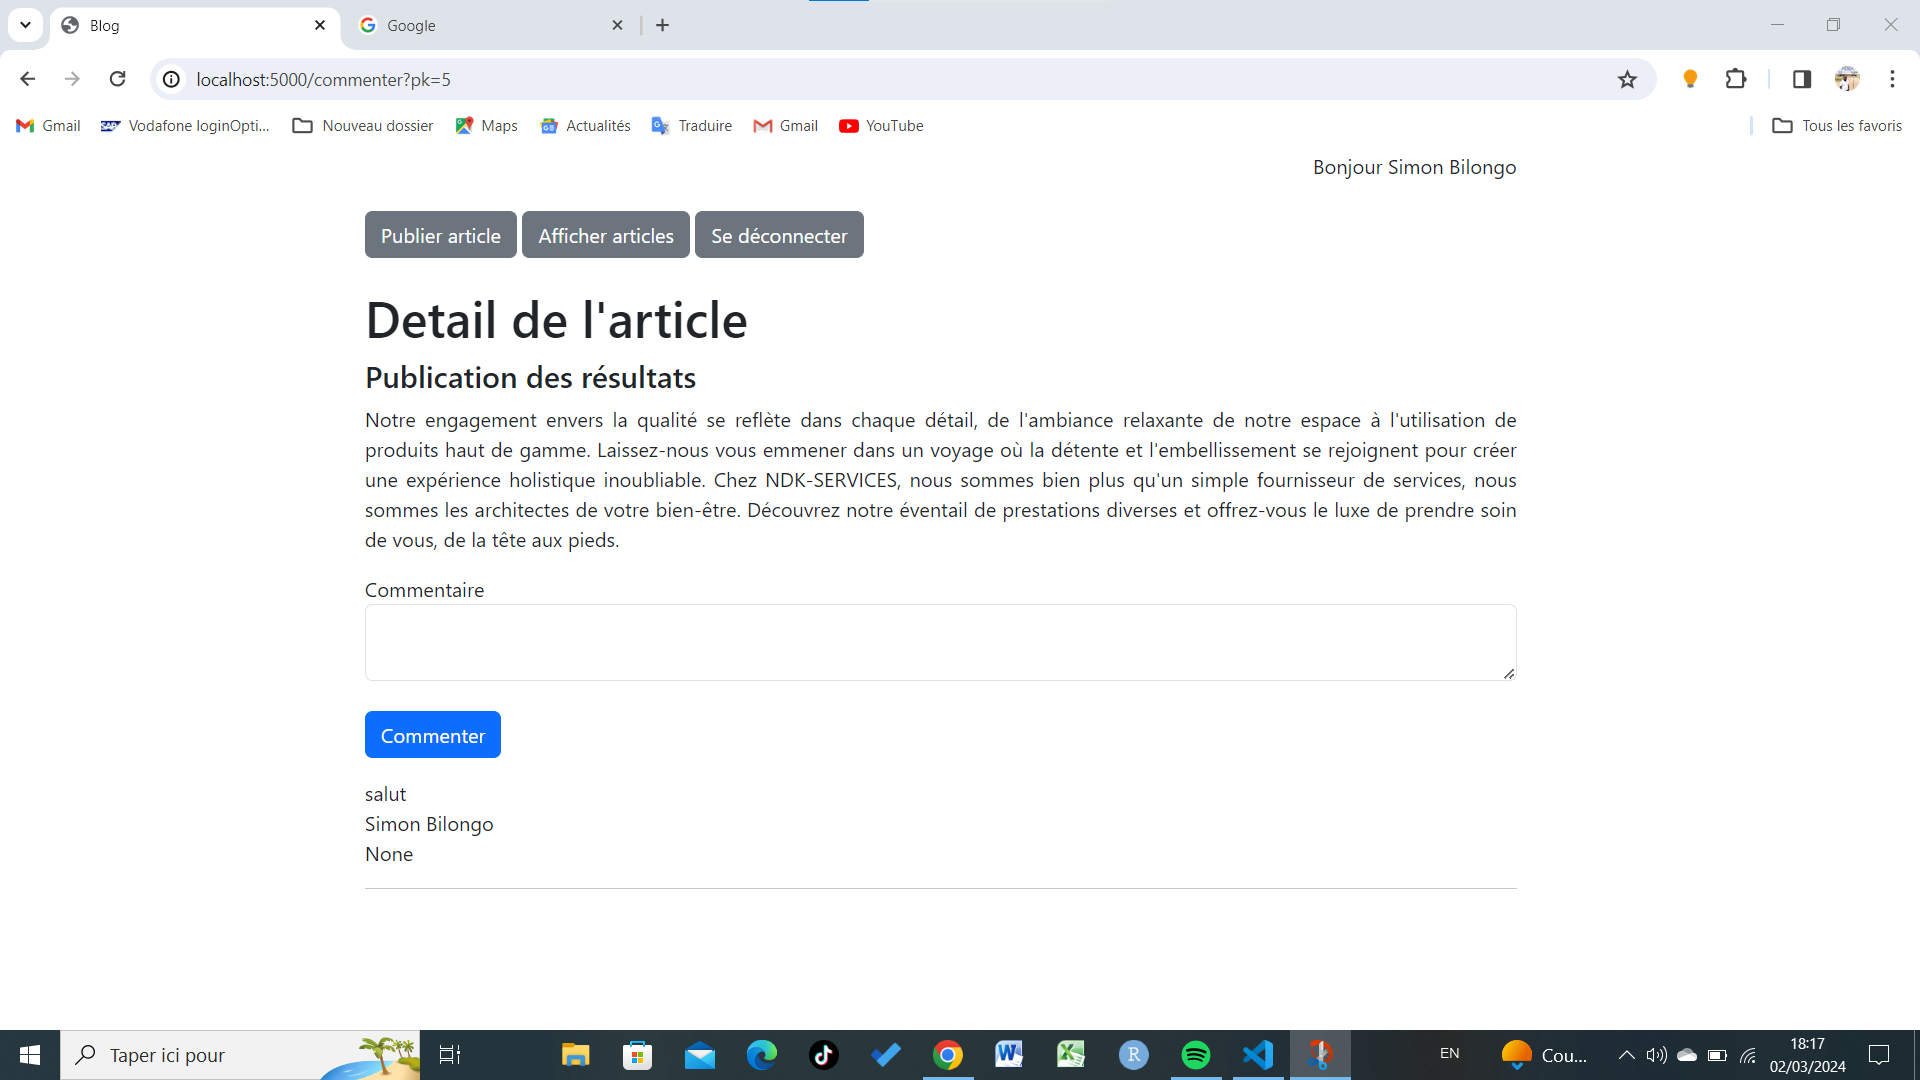 Blog
Google
localhost:5000/commenter?pk=5
Gmail
Vodafone loginOpti...
Nouveau dossier
Maps
Actualités
Traduire
Gmail
YouTube
Tous les favoris
Bonjour Simon Bilongo
Publier article
Afficher articles
Se déconnecter
Detail de l'article
Publication des résultats
Notre engagement envers la qualité se reflète dans chaque détail, de l'ambiance relaxante de notre espace à l'utilisation de
produits haut de gamme. Laissez-nous vous emmener dans un voyage où la détente et l'embellissement se rejoignent pour créer
une expérience holistique inoubliable. Chez NDK-SERVICES, nous sommes bien plus qu'un simple fournisseur de services, nous
sommes les architectes de votre bien-être. Découvrez notre éventail de prestations diverses et offrez-vous le luxe de prendre soin
de vous, de la tête aux pieds.
Commentaire
Commenter
salut
Simon Bilongo
None
Taper ici pour
EN
Cou...
18:17
02/03/2024